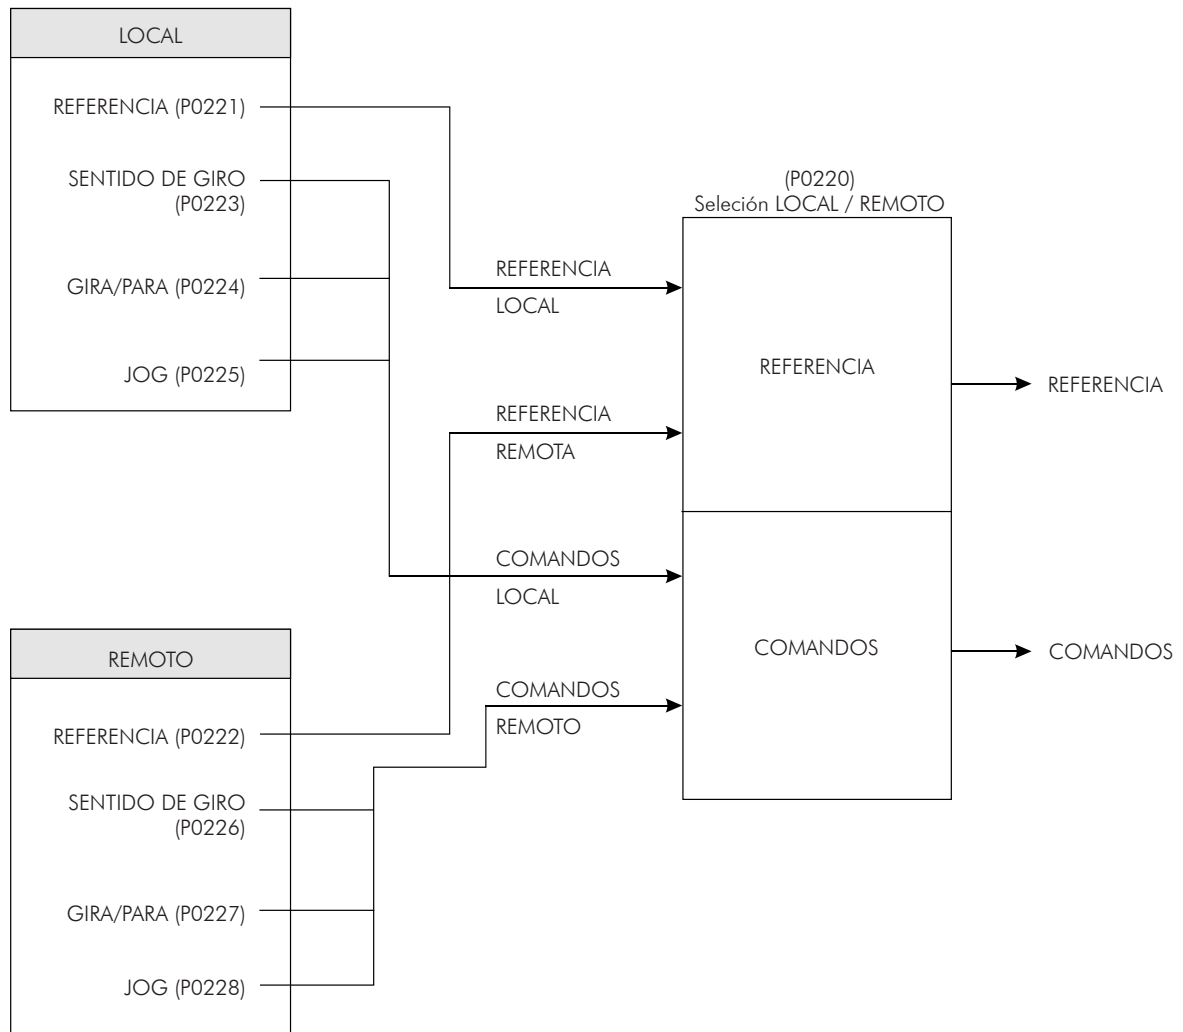 LOCAL
REFERENCIA (P0221)
SENTIDO DE GIRO
(P0223)
GIRA/PARA (P0224)
JOG (P0225)
(P0220)
Seleción LOCAL / REMOTO
REFERENCIA
LOCAL
REFERENCIA
REFERENCIA
REFERENCIA
REMOTA
COMANDOS
LOCAL
COMANDOS
COMANDOS
COMANDOS
REMOTO
REMOTO
REFERENCIA (P0222)
SENTIDO DE GIRO
(P0226)
GIRA/PARA (P0227)
JOG (P0228)